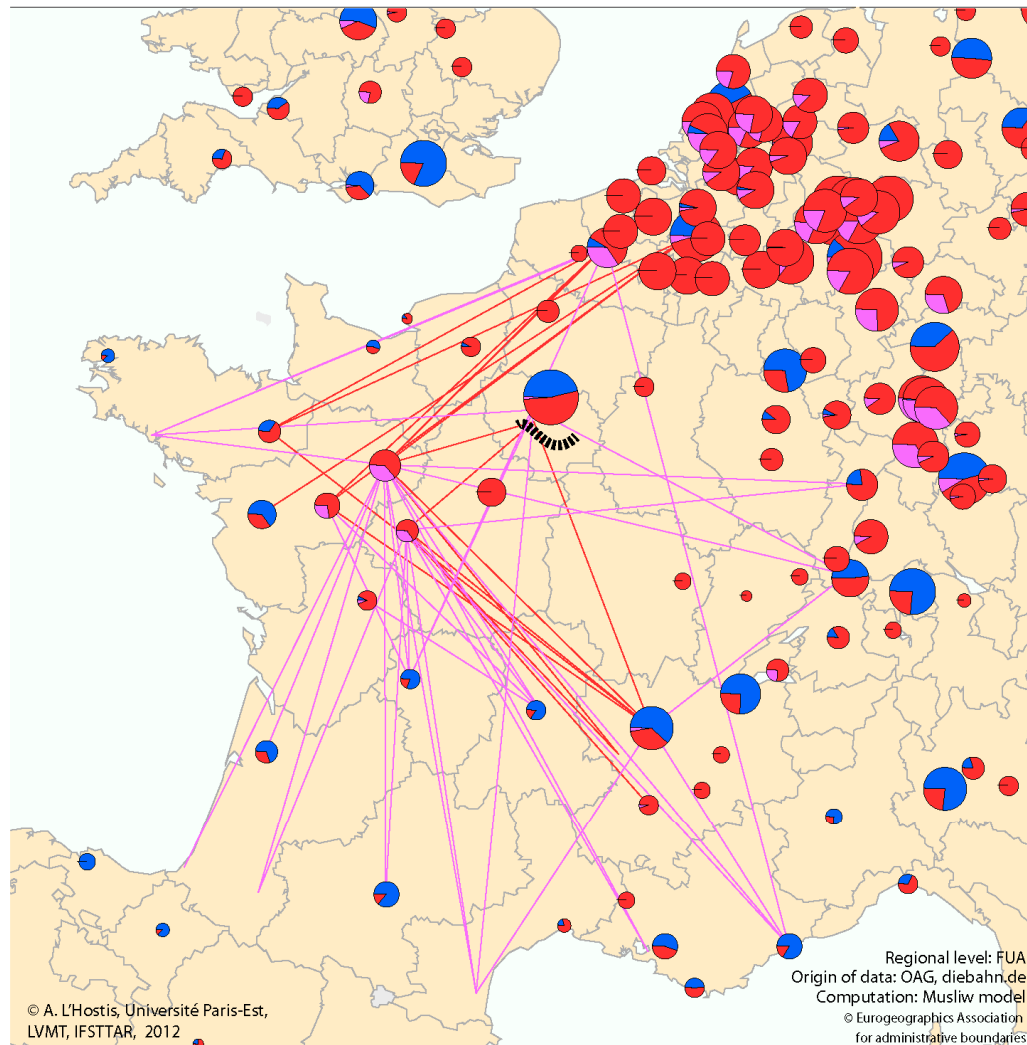 Regional level: FUA
Origin of data: OAG, diebahn.de
Computation: Musliw model
© Eurogeographics Association
for administrative boundaries
© A. L'Hostis, Université Paris-Est,
LVMT, IFSTTAR, 2012